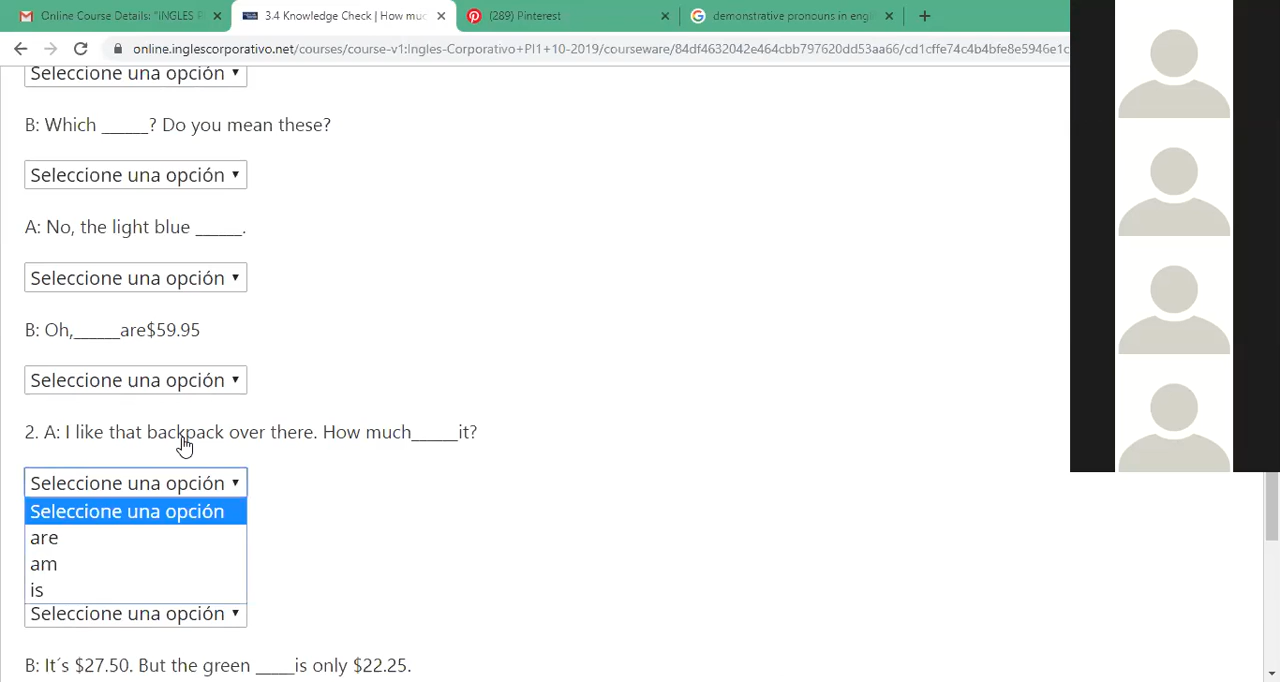 Online Course Details: "INGLES P
3.4 Knowledge Check | How muc
(289) Pinterest
demonstrative pronouns in engl
online.inglescorporativo.net/courses/course-v1:Ingles-Corporativo+PI1+10-2019/courseware/84df4632042e464cbb797620dd53aa66/cd1cffe74c4b4bfe8e5946e1c
Seleccione una opción
B: Which _____? Do you mean these?
Seleccione una opción
A: No, the light blue _____.
Seleccione una opción
B: Oh,_____are$59.95
Seleccione una opción
2. A: I like that backpack over there. How much_____it?
Seleccione una opción
Seleccione una opción
are
am
is
Seleccione una opción
B: It´s $27.50. But the green ____is only $22.25.